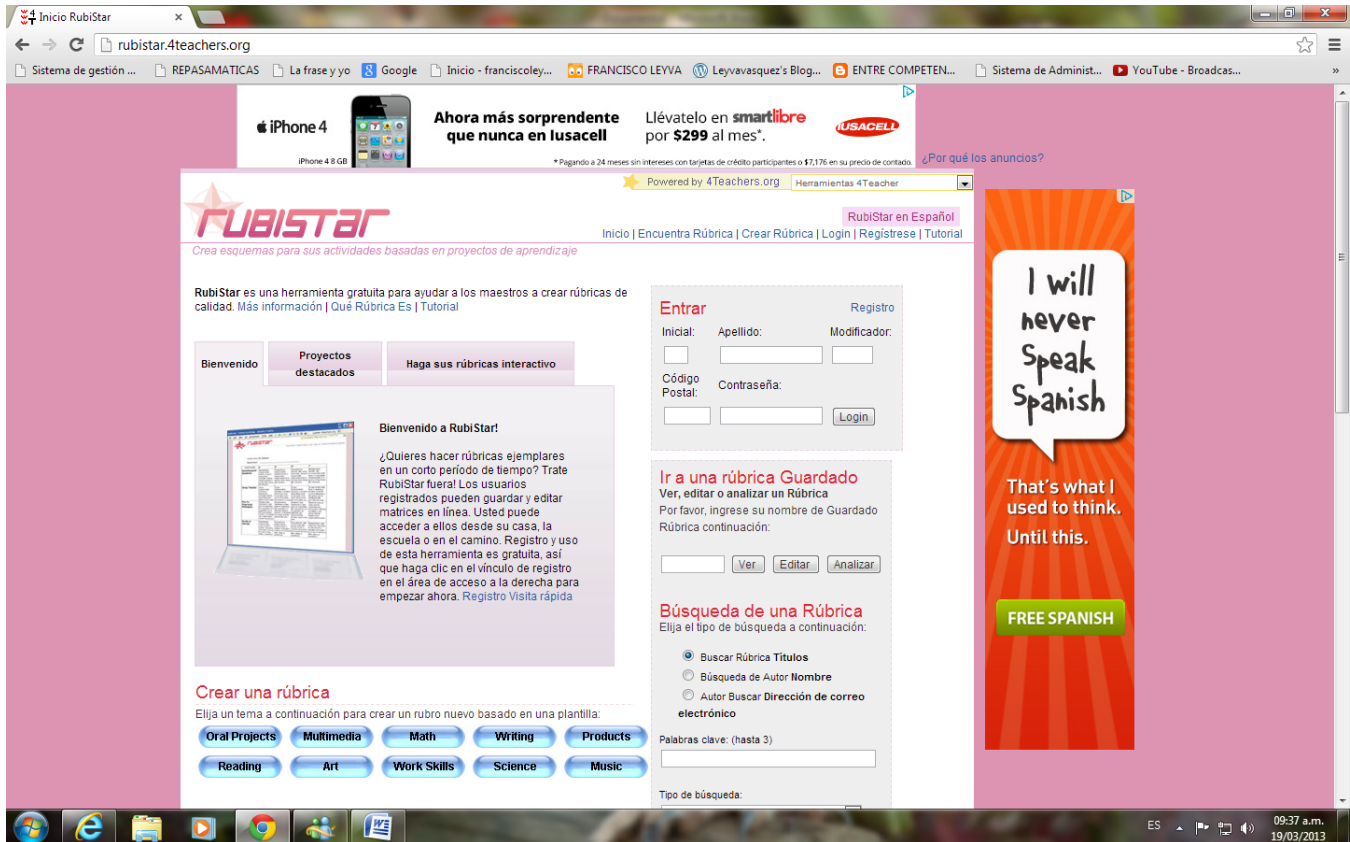 Inicio RubiStar
rubistar.4teachers.org
Sistema de gestión ... REPASAMATICAS La frase y yo Google Inicio - franciscoley... FRANCISCO LEYVA Leyvavasquez's Blog... ENTRE COMPETEN... Sistema de Administ... YouTube - Broadcas... »
iPhone 4
iPhone 4 8 GB
Ahora más sorprendente
que nunca en Iusacell
Llévatelo en smartlibre
por $299 al mes*.
IUSACELL
*Pagando a 24 meses sin intereses con tarjetas de crédito participantes o $7,176 en su precio de contado.
¿Por qué los anuncios?
Powered by 4Teachers.org Herramientas 4Teacher
rubistar
RubiStar en Español
Inicio | Encuentra Rúbrica | Crear Rúbrica | Login | Regístrese | Tutorial
Crea esquemas para sus actividades basadas en proyectos de aprendizaje
RubiStar es una herramienta gratuita para ayudar a los maestros a crear rúbricas de
calidad. Más información | Qué Rúbrica Es | Tutorial
Bienvenido
Proyectos
destacados
Haga sus rúbricas interactivo
Bienvenido a RubiStar!
¿Quieres hacer rúbricas ejemplares
en un corto período de tiempo? Trate
RubiStar fuera! Los usuarios
registrados pueden guardar y editar
matrices en línea. Usted puede
acceder a ellos desde su casa, la
escuela o en el camino. Registro y uso
de esta herramienta es gratuita, así
que haga clic en el vínculo de registro
en el área de acceso a la derecha para
empezar ahora. Registro Visita rápida
Crear una rúbrica
Elija un tema a continuación para crear un rubro nuevo basado en una plantilla:
Oral Projects Multimedia Math Writing Products
Reading Art Work Skills Science Music
Entrar Registro
Inicial: Apellido: Modificador:
Código
Postal:
Contraseña:
Login
Ir a una rúbrica Guardado
Ver, editar o analizar un Rúbrica
Por favor, ingrese su nombre de Guardado
Rúbrica continuación:
Ver Editar Analizar
Búsqueda de una Rúbrica
Elija el tipo de búsqueda a continuación:
Buscar Rúbrica Títulos
Búsqueda de Autor Nombre
Autor Buscar Dirección de correo
electrónico
Palabras clave: (hasta 3)
Tipo de búsqueda:
I will
never
Speak
Spanish
That's what I
used to think.
Until this.
FREE SPANISH
ES
09:37 a.m.
19/03/2013